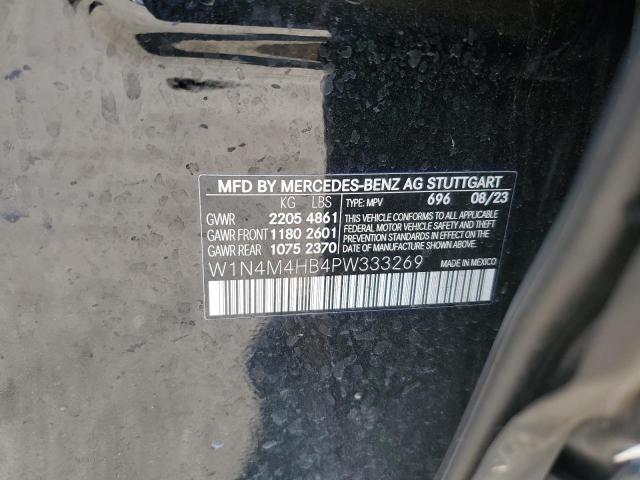 MFD BY MERCEDES-BENZ AG STUTTGART
KG LBS
GVWR 2205 4861
GAWR FRONT 1180 2601
GAWR REAR 1075 2370
TYPE: MPV 696 08/23
THIS VEHICLE CONFORMS TO ALL APPLICABLE
FEDERAL MOTOR VEHICLE SAFETY AND THEFT
PREVENTION STANDARDS IN EFFECT ON THE
DATE OF MANUFACTURE SHOWN ABOVE.
W1N4M4HB4PW333269
MADE IN MEXICO